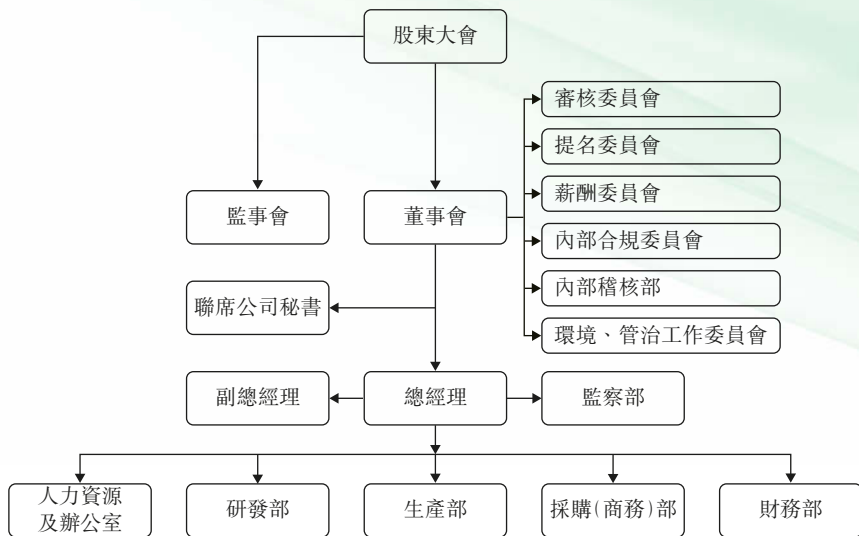 股東大會
審核委員會
提名委員會
薪酬委員會
監事會
董事會
內部合規委員會
內部稽核部
聯席公司秘書
環境、管治工作委員會
副總經理
總經理
監察部
人力資源
及辦公室
研發部
生產部
採購(商務)部
財務部